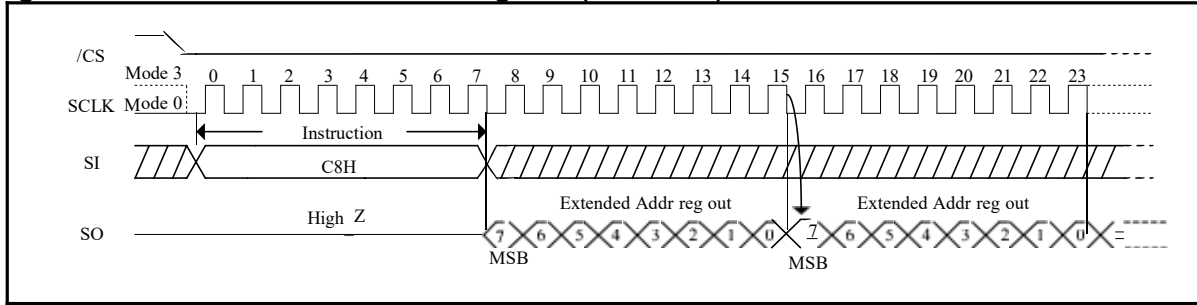 /CS
Mode 3 0 1 2 3 4 5 6 7 8 9 10 11 12 13 14 15 16 17 18 19 20 21 22 23
SCLK Mode 0
Instruction
SI C8H
High_Z Extended Addr reg out Extended Addr reg out
SO 7 6 5 4 3 2 1 0 7 6 5 4 3 2 1 0
MSB MSB